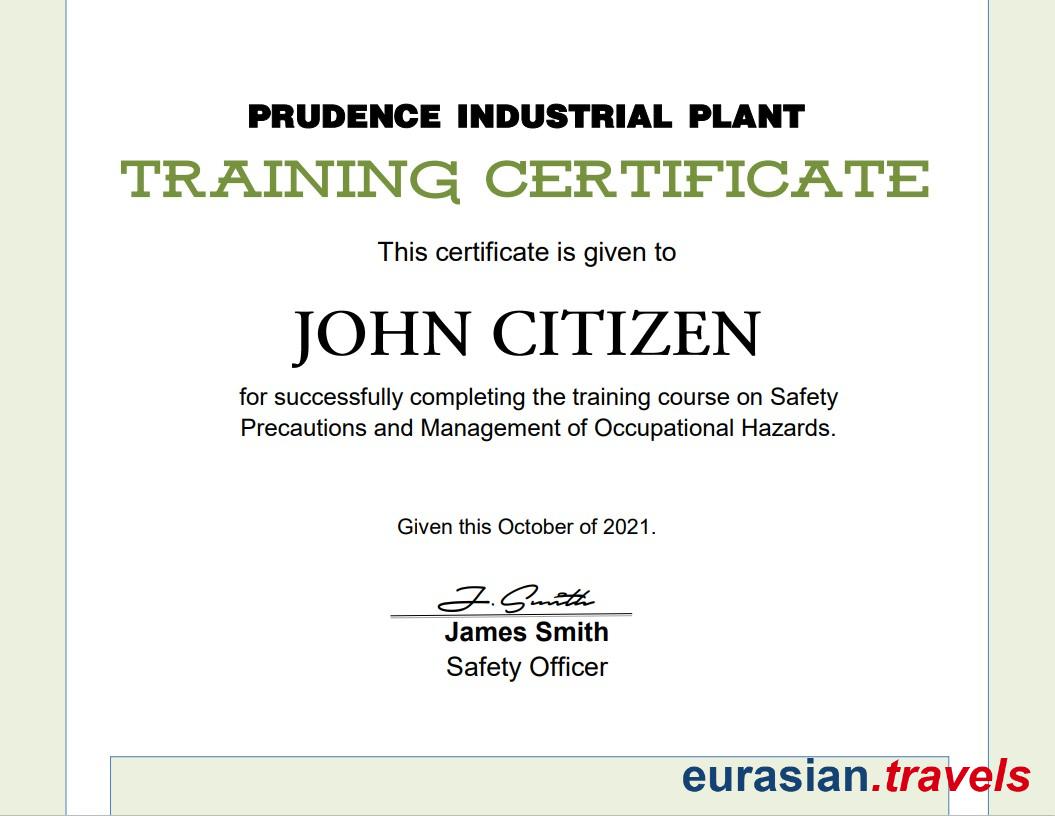 PRUDENCE INDUSTRIAL PLANT
TRAINING CERTIFICATE
This certificate is given to
JOHN CITIZEN
for successfully completing the training course on Safety
Precautions and Management of Occupational Hazards.
Given this October of 2021.
J. Smith
James Smith
Safety Officer
eurasian.travels